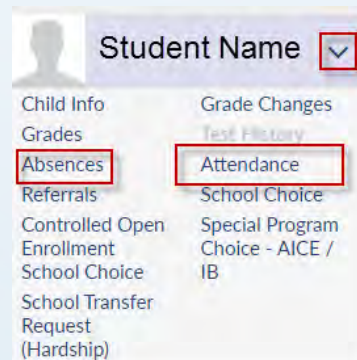 Student Name
Child Info
Grades
Absences
Referrals
Controlled Open
Enrollment
School Choice
School Transfer
Request
(Hardship)
Grade Changes
Test History
Attendance
School Choice
Special Program
Choice - AICE /
IB